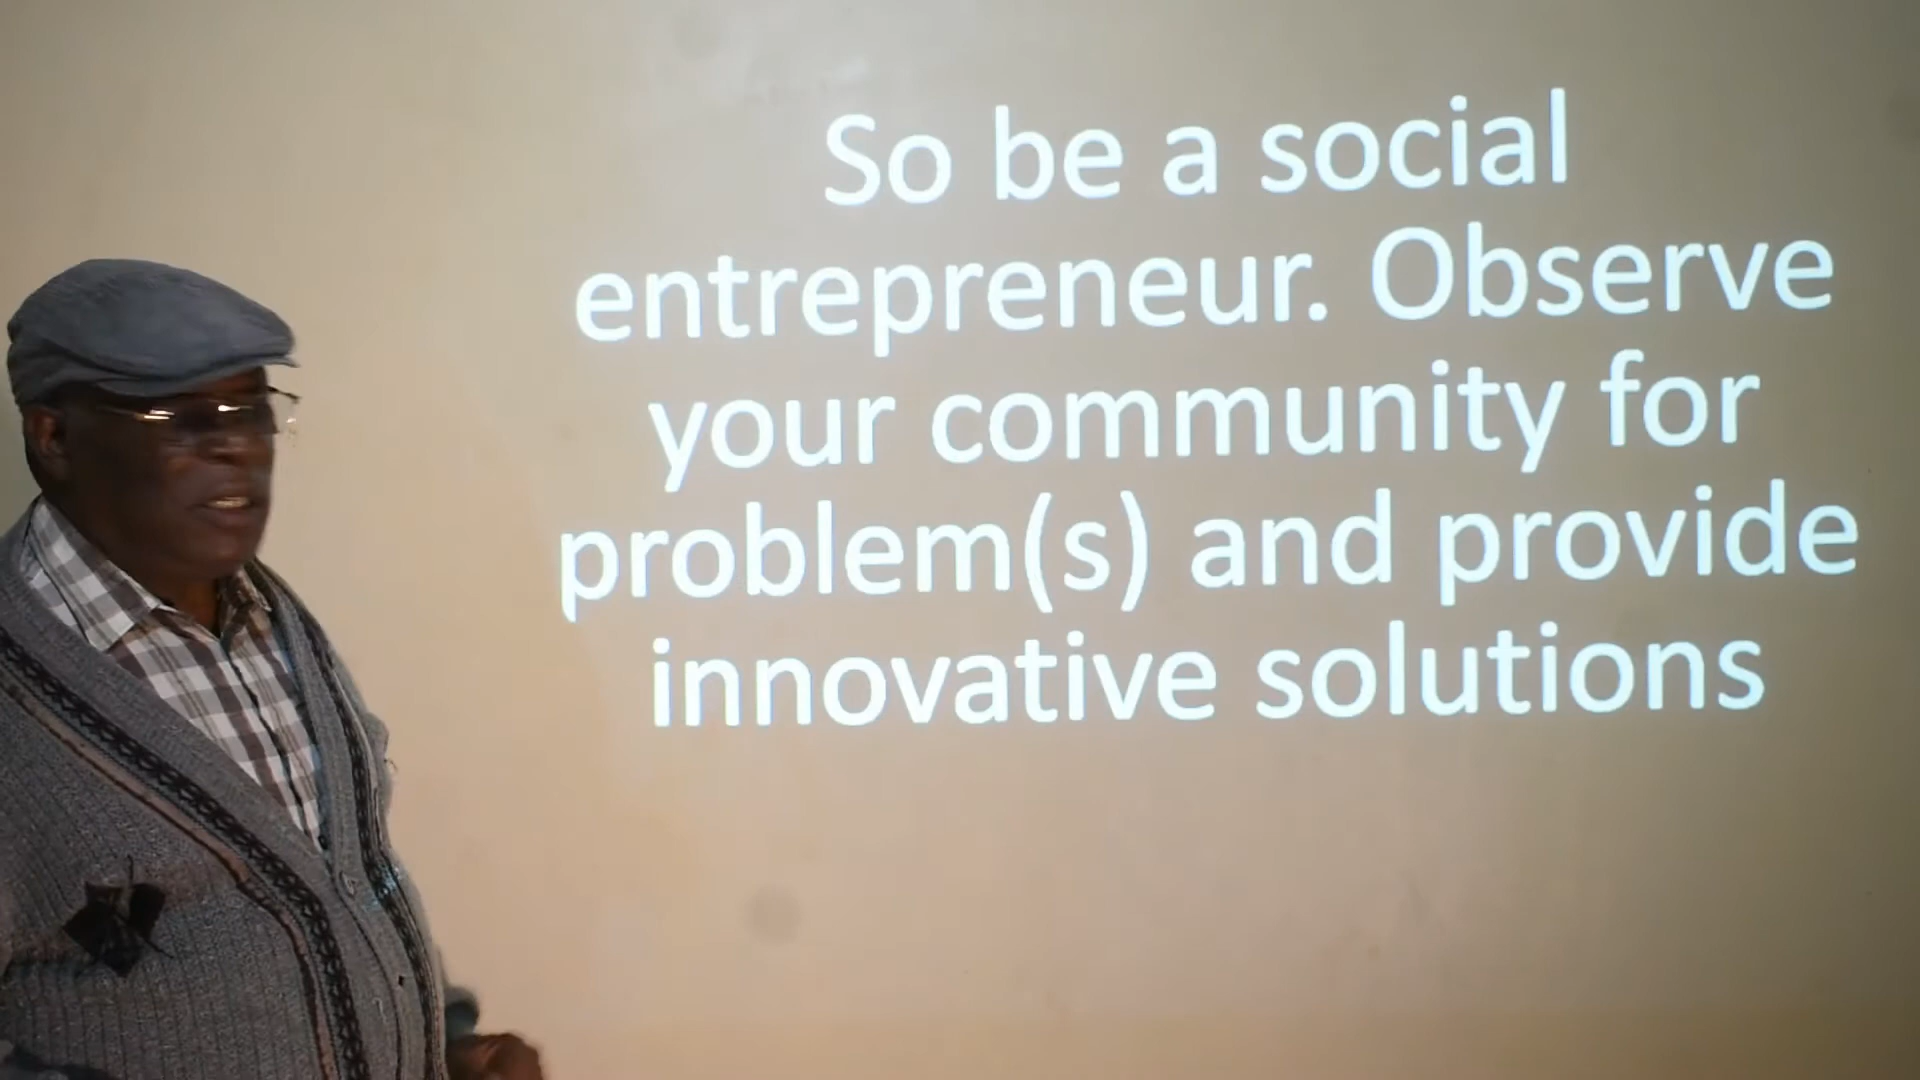 So be a social
entrepreneur. Observe
your community for
problem(s) and provide
innovative solutions